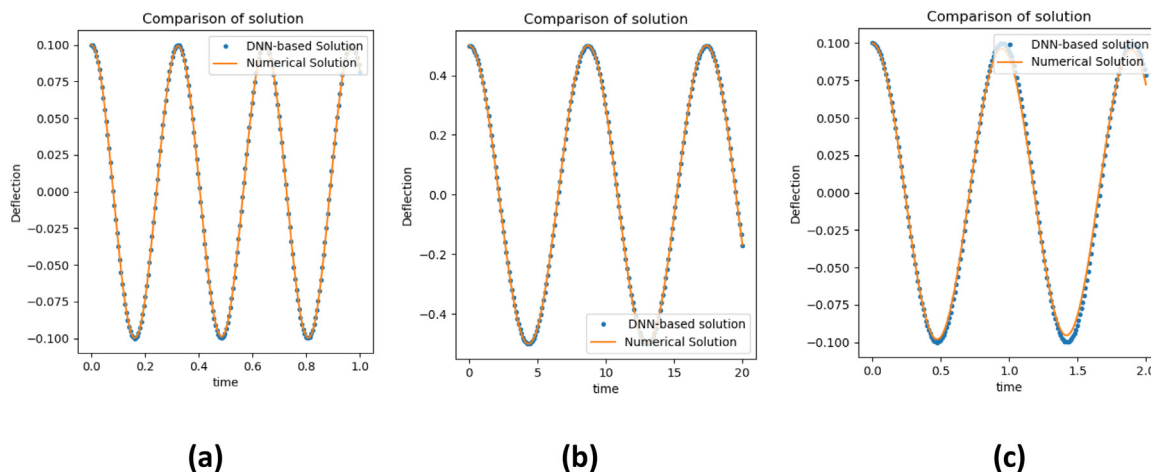 Comparison of solution
DNN-based Solution
Numerical Solution
Deflection
0.100
0.075
0.050
0.025
0.000
−0.025
−0.050
−0.075
−0.100
0.0 0.2 0.4 0.6 0.8 1.0
time
(a)
Comparison of solution
Deflection
0.4
0.2
0.0
−0.2
−0.4
DNN-based solution
Numerical Solution
0 5 10 15 20
time
(b)
Comparison of solution
DNN-based solution
Numerical Solution
Deflection
0.100
0.075
0.050
0.025
0.000
−0.025
−0.050
−0.075
−0.100
0.0 0.5 1.0 1.5 2.0
time
(c)